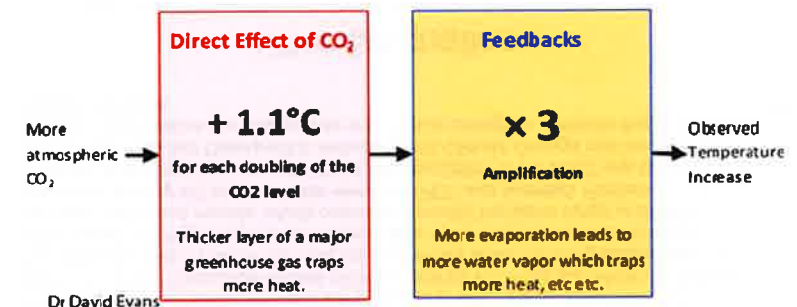 Direct Effect of CO₂
Feedbacks
+ 1.1°C
× 3
More
atmospheric
CO₂
for each doubling of the
CO2 level
Amplification
Observed
Temperature
Increase
Thicker layer of a major
greenhouse gas traps
more heat.
More evaporation leads to
more water vapor which traps
more heat, etc etc.
Dr David Evans